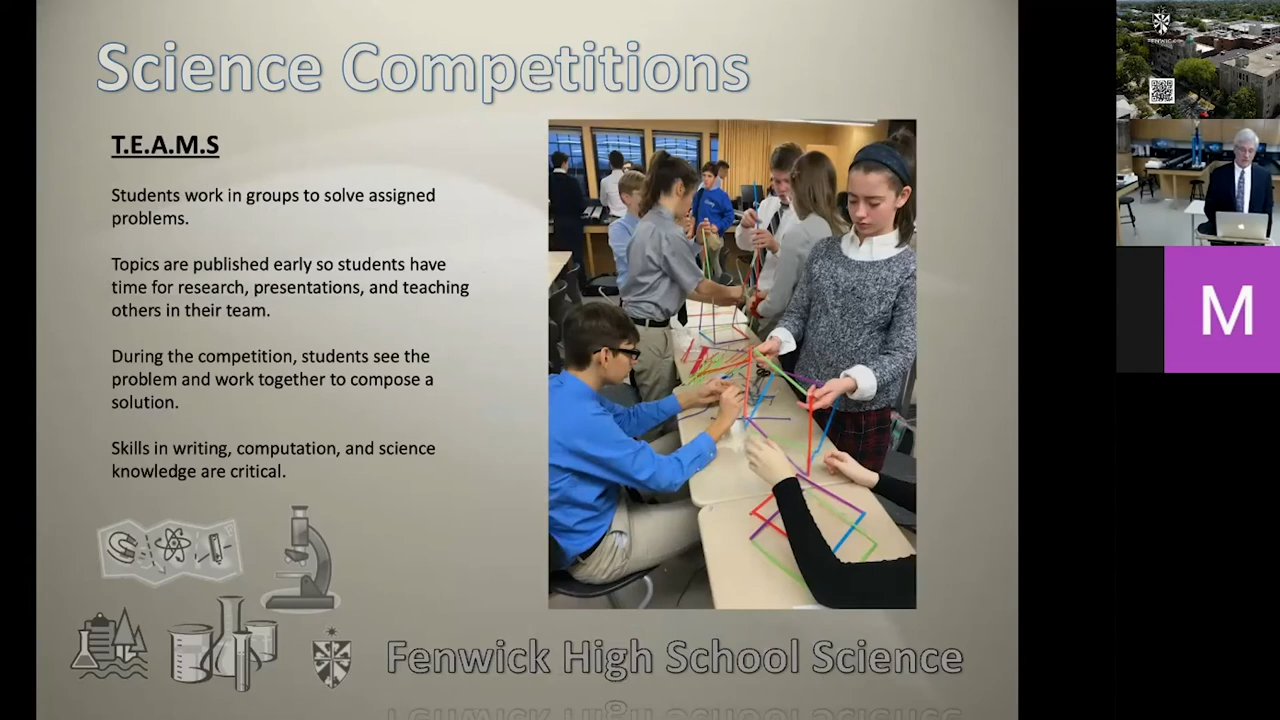 Science Competitions
T.E.A.M.S
Students work in groups to solve assigned
problems.
Topics are published early so students have
time for research, presentations, and teaching
others in their team.
During the competition, students see the
problem and work together to compose a
solution.
Skills in writing, computation, and science
knowledge are critical.
Fenwick High School Science
FENWICK
M